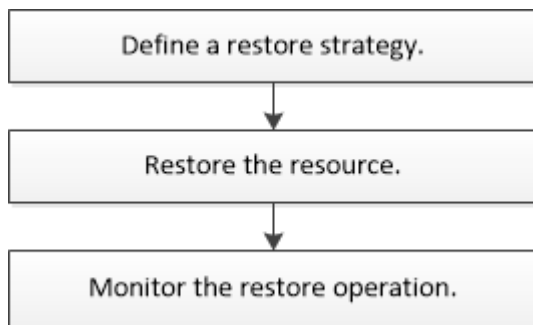 Define a restore strategy.
Restore the resource.
Monitor the restore operation.